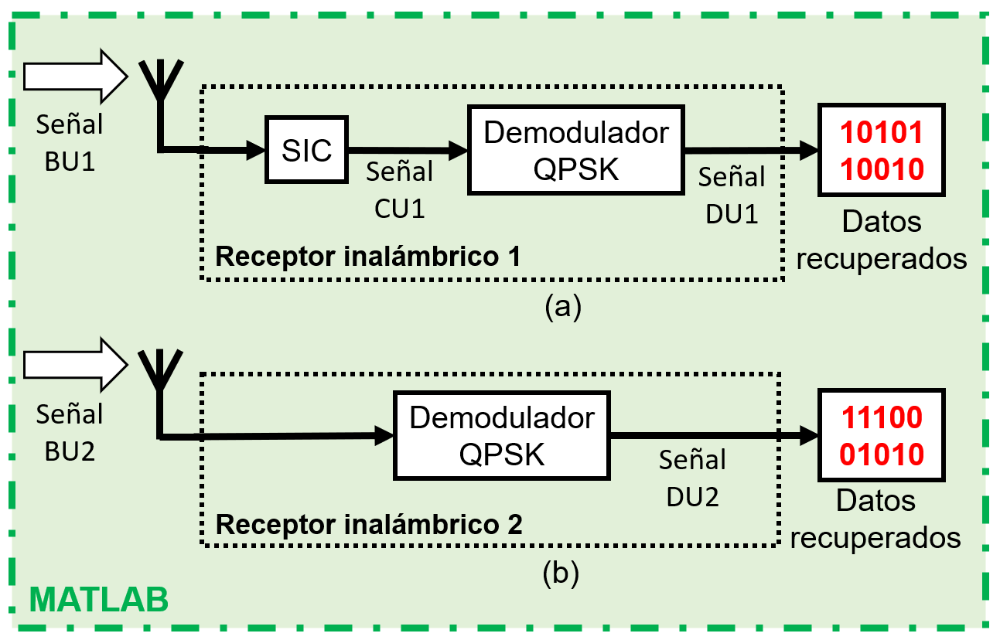 Señal
BU1
SIC
Señal
CU1
Demodulador
QPSK
Señal
DU1
10101
10010
Datos
recuperados
Receptor inalámbrico 1
(a)
Señal
BU2
Demodulador
QPSK
Señal
DU2
11100
01010
Datos
recuperados
Receptor inalámbrico 2
(b)
MATLAB